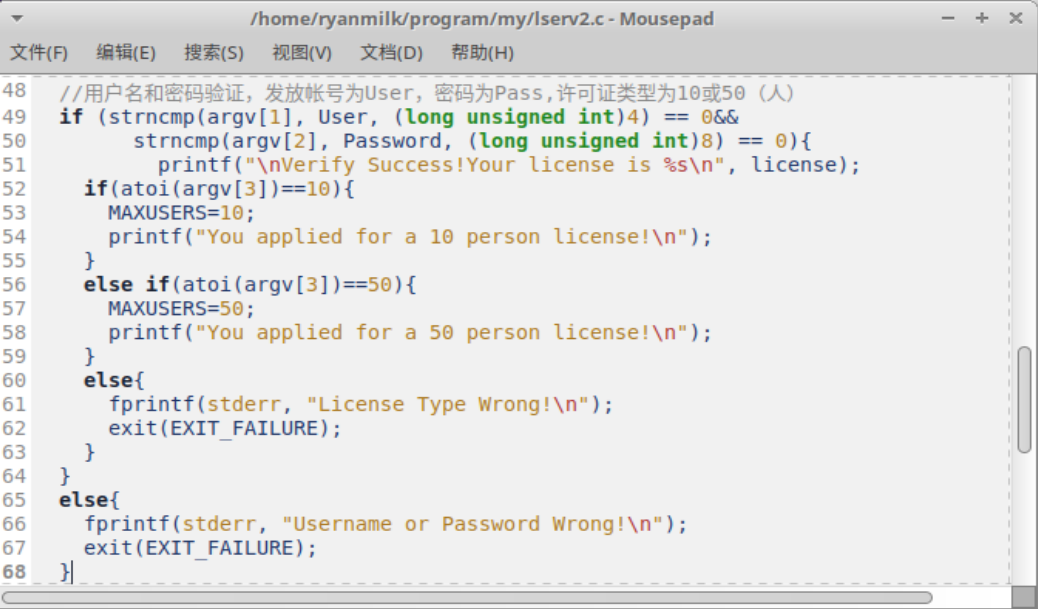 /home/ryanmilk/program/my/lserv2.c - Mousepad
文件(F) 编辑(E) 搜索(S) 视图(V) 文档(D) 帮助(H)
48 //用户名和密码验证，发放帐号为User，密码为Pass,许可证类型为10或50（人）
49 if (strncmp(argv[1], User, (long unsigned int)4) == 0&&
50 strncmp(argv[2], Password, (long unsigned int)8) == 0){
51 printf("\nVerify Success!Your license is %s\n", license);
52 if(atoi(argv[3])==10){
53 MAXUSERS=10;
54 printf("You applied for a 10 person license!\n");
55 }
56 else if(atoi(argv[3])==50){
57 MAXUSERS=50;
58 printf("You applied for a 50 person license!\n");
59 }
60 else{
61 fprintf(stderr, "License Type Wrong!\n");
62 exit(EXIT_FAILURE);
63 }
64 }
65 else{
66 fprintf(stderr, "Username or Password Wrong!\n");
67 exit(EXIT_FAILURE);
68 }